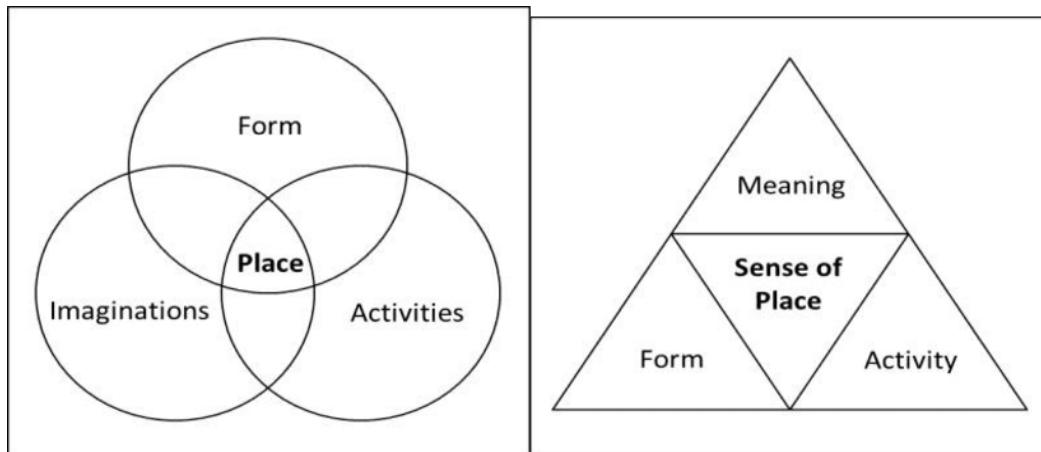 Form
Place
Imaginations
Activities
Meaning
Sense of
Place
Form
Activity